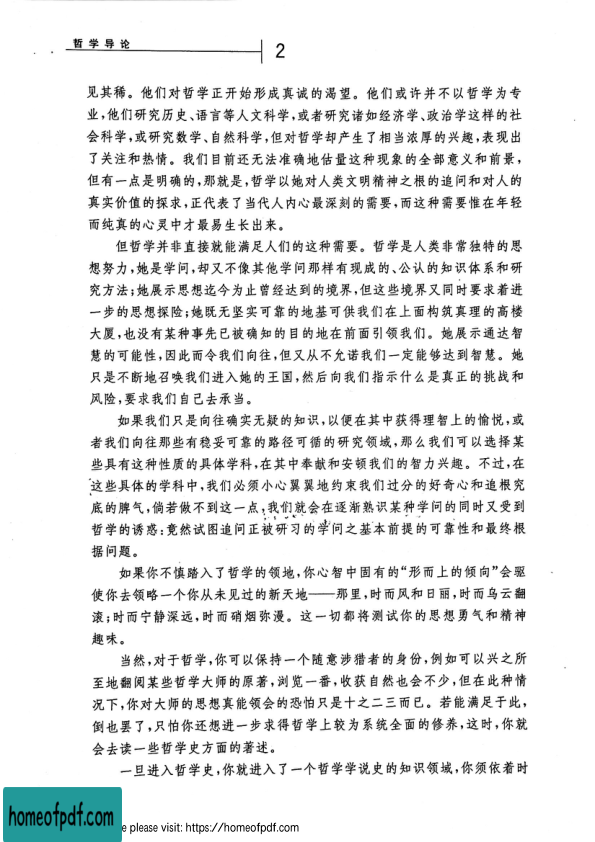 哲学导论
2
见其稀。他们对哲学正开始形成真诚的渴望。他们或许并不以哲学为专
业,他们研究历史、语言等人文科学,或者研究诸如经济学、政治学这样的社
会科学,或研究数学、自然科学,但对哲学却产生了相当浓厚的兴趣,表现出
了关注和热情。我们目前还无法准确地估量这种现象的全部意义和前景,
但有一点是明确的,那就是,哲学以她对人类文明精神之根的追问和对人的
真实价值的探求,正代表了当代人内心最深刻的需要,而这种需要惟在年轻
而纯真的心灵中才最易生长出来。
但哲学并非直接就能满足人们的这种需要。哲学是人类非常独特的思
想努力,她是学问,却又不像其他学问那样有现成的、公认的知识体系和研
究方法;她展示思想迄今为止曾经达到的境界,但这些境界又同时要求着进
一步的思想探险;她既无坚实可靠的地基可供我们在上面构筑真理的高楼
大厦,也没有某种事先已被确知的目的地在前面引领我们。她展示通达智
慧的可能性,因此而令我们向往,但又从不允诺我们一定能够达到智慧。她
只是不断地召唤我们进入她的王国,然后向我们指示什么是真正的挑战和
风险,要求我们自己去承当。
如果我们只是向往确实无疑的知识,以便在其中获得理智上的愉悦,或
者我们向往那些有稳妥可靠的路径可循的研究领域,那么我们可以选择某
些具有这种性质的具体学科,在其中奉献和安顿我们的智力兴趣。不过,在
这些具体的学科中,我们必须小心翼翼地约束我们过分的好奇心和追根究
底的脾气,倘若做不到这一点,我们就会在逐渐熟识某种学问的同时又受到
哲学的诱惑:竟然试图追问正被研习的学问之基本前提的可靠性和最终根
据问题。
如果你不慎踏入了哲学的领地,你心智中固有的“形而上的倾向”会驱
使你去领略一个你从未见过的新天地——那里,时而风和日丽,时而乌云翻
滚;时而宁静深远,时而硝烟弥漫。这一切都将测试你的思想勇气和精神
趣味。
当然,对于哲学,你可以保持一个随意涉猎者的身份,例如可以兴之所
至地翻阅某些哲学大师的原著,浏览一番,收获自然也会不少,但在此种情
况下,你对大师的思想真能领会的恐怕只是十之二三而已。若能满足于此,
倒也罢了,只怕你还想进一步求得哲学上较为系统全面的修养,这时,你就
会去读一些哲学史方面的著述。
一旦进入哲学史,你就进入了一个哲学学说史的知识领域,你须依着时
homeofpdf.com
e please visit: https://homeofpdf.com